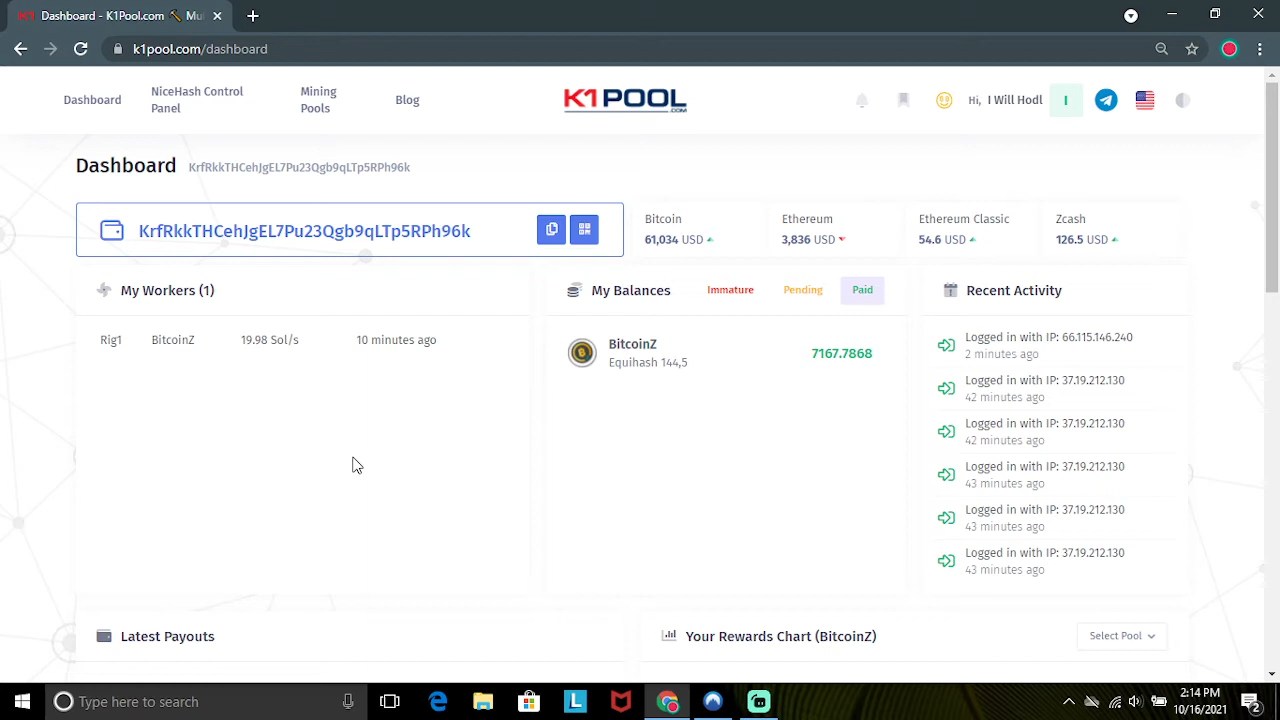 Dashboard - K1Pool.com ⛏ Mu
k1pool.com/dashboard
Dashboard
NiceHash Control
Panel
Mining
Pools
Blog
K1 POOL
.COM
Hi, I Will Hodl
I
Dashboard KrfRkkTHCehJgEL7Pu23Qgb9qLTp5RPh96k
KrfRkkTHCehJgEL7Pu23Qgb9qLTp5RPh96k
Bitcoin
61,034 USD
Ethereum
3,836 USD
Ethereum Classic
54.6 USD
Zcash
126.5 USD
My Workers (1)
Rig1 BitcoinZ 19.98 Sol/s 10 minutes ago
My Balances Immature Pending Paid
BitcoinZ
Equihash 144,5
7167.7868
Recent Activity
Logged in with IP: 66.115.146.240
2 minutes ago
Logged in with IP: 37.19.212.130
42 minutes ago
Logged in with IP: 37.19.212.130
42 minutes ago
Logged in with IP: 37.19.212.130
43 minutes ago
Logged in with IP: 37.19.212.130
43 minutes ago
Logged in with IP: 37.19.212.130
43 minutes ago
Latest Payouts
Your Rewards Chart (BitcoinZ)
Select Pool
Type here to search
L
2:14 PM
10/16/2021
2